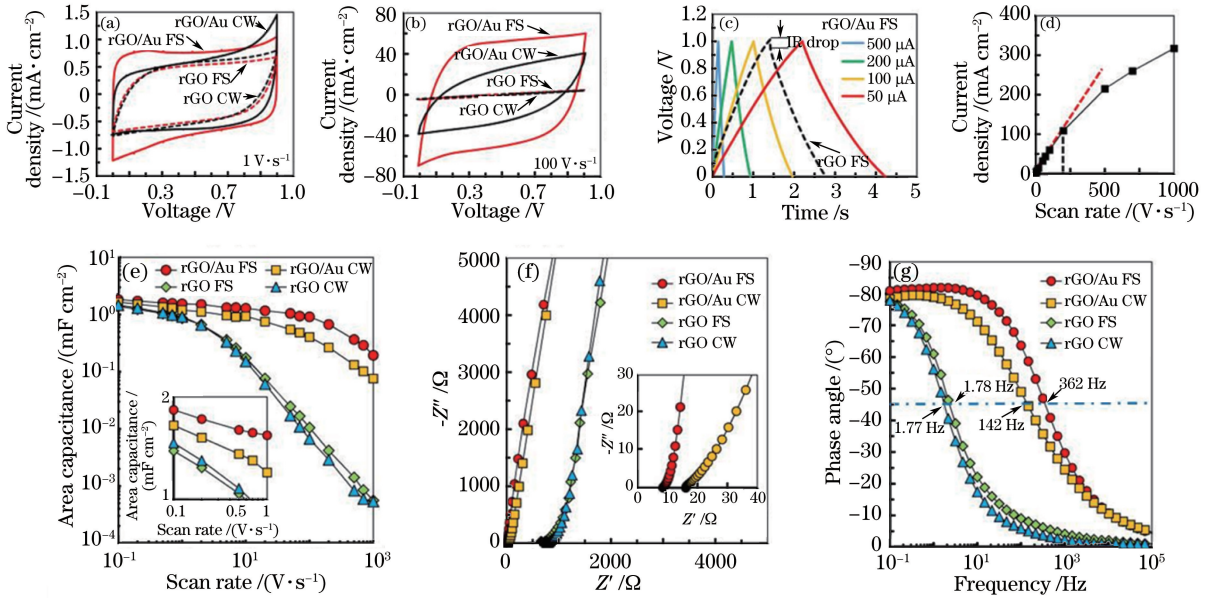 (a)
rGO/Au CW
rGO/Au FS
rGO FS
rGO CW
1 V·s⁻¹
1.5
1.0
0.5
0
-0.5
-1.0
-1.5
-0.1
0.3
0.7
1.0
Current
density /(mA·cm⁻²)
Voltage /V
(b)
rGO/Au FS
rGO/Au CW
rGO FS
rGO CW
100 V·s⁻¹
80
40
0
-40
-80
-0.1
0.3
0.7
1.0
Current
density /(mA·cm⁻²)
Voltage /V
(c)
rGO/Au FS
IR drop
500 μA
200 μA
100 μA
50 μA
rGO FS
1.2
1.0
0.8
0.6
0.4
0.2
0
0
1
2
3
4
5
Voltage /V
Time /s
(d)
400
300
200
100
0
0
500
1000
Current
density /(mA cm⁻²)
Scan rate /(V·s⁻¹)
(e)
rGO/Au FS
rGO/Au CW
rGO FS
rGO CW
10¹
10⁰
10⁻¹
10⁻²
10⁻³
10⁻⁴
10⁻¹
10¹
10³
Area capacitance /(mF cm⁻²)
Scan rate /(V·s⁻¹)
2
1
0.1
0.5
1
Area capacitance /
(mF cm⁻²)
Scan rate /(V·s⁻¹)
(f)
rGO/Au FS
rGO/Au CW
rGO FS
rGO CW
5000
4000
3000
2000
1000
0
0
2000
4000
-Z″ /Ω
Z′ /Ω
30
20
10
0
0
10
20
30
40
-Z″ /Ω
Z′ /Ω
(g)
rGO/Au FS
rGO/Au CW
rGO FS
rGO CW
1.78 Hz
362 Hz
1.77 Hz
142 Hz
-90
-80
-70
-60
-50
-40
-30
-20
-10
0
10⁻¹
10¹
10³
10⁵
Phase angle /(°)
Frequency /Hz